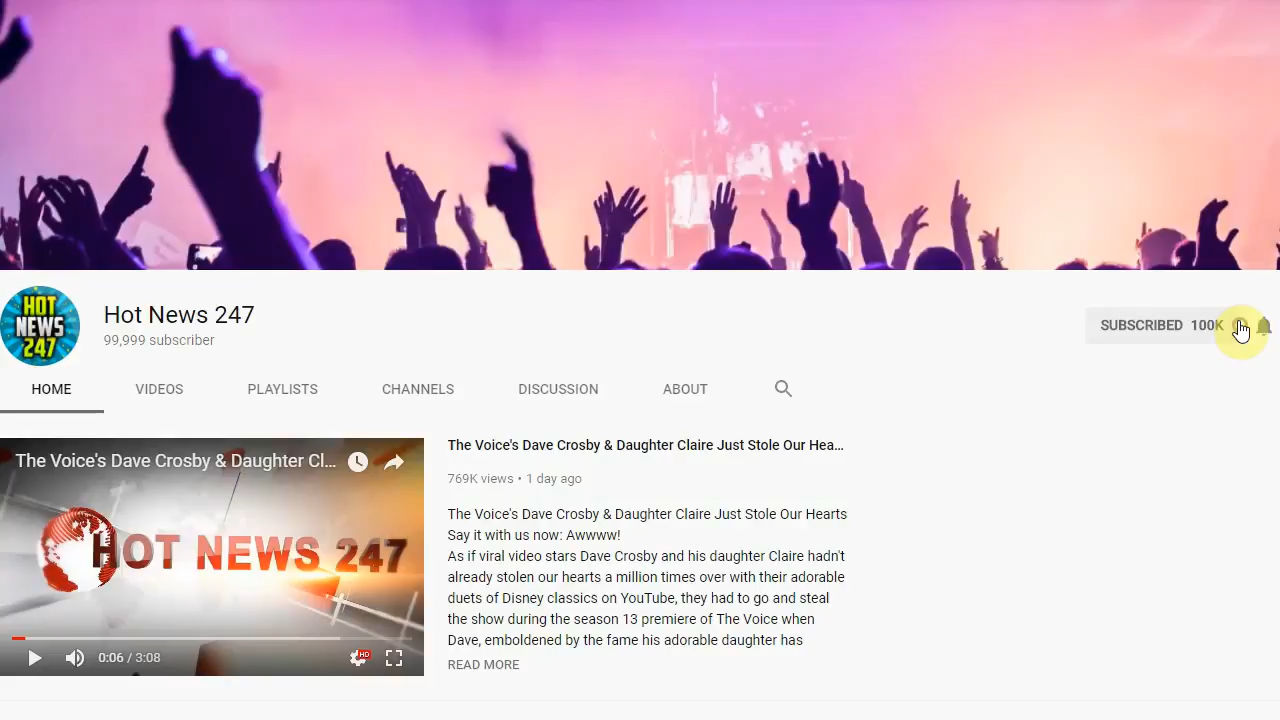 HOT
NEWS
247
Hot News 247
99,999 subscriber
SUBSCRIBED 100K
HOME VIDEOS PLAYLISTS CHANNELS DISCUSSION ABOUT
The Voice's Dave Crosby & Daughter Cl...
HOT NEWS 247
0:06 / 3:08
HD
The Voice's Dave Crosby & Daughter Claire Just Stole Our Hea...
769K views • 1 day ago
The Voice's Dave Crosby & Daughter Claire Just Stole Our Hearts
Say it with us now: Awwww!
As if viral video stars Dave Crosby and his daughter Claire hadn't
already stolen our hearts a million times over with their adorable
duets of Disney classics on YouTube, they had to go and steal
the show during the season 13 premiere of The Voice when
Dave, emboldened by the fame his adorable daughter has
READ MORE